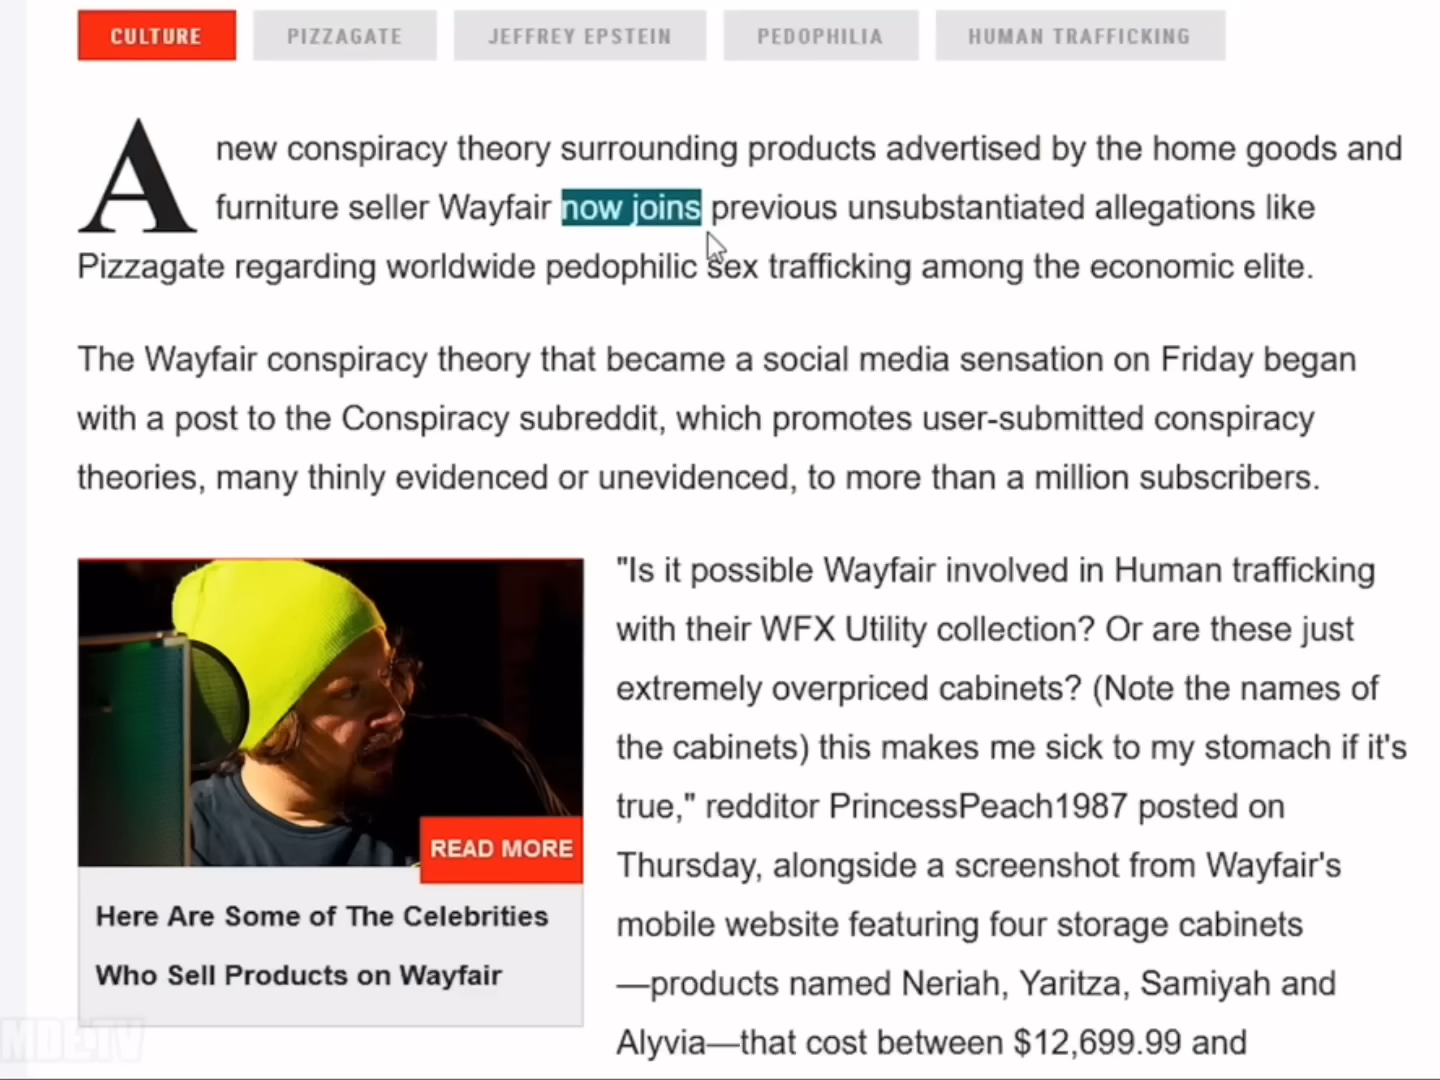 CULTURE
PIZZAGATE
JEFFREY EPSTEIN
PEDOPHILIA
HUMAN TRAFFICKING
A new conspiracy theory surrounding products advertised by the home goods and
furniture seller Wayfair now joins previous unsubstantiated allegations like
Pizzagate regarding worldwide pedophilic sex trafficking among the economic elite.
The Wayfair conspiracy theory that became a social media sensation on Friday began
with a post to the Conspiracy subreddit, which promotes user-submitted conspiracy
theories, many thinly evidenced or unevidenced, to more than a million subscribers.
READ MORE
Here Are Some of The Celebrities
Who Sell Products on Wayfair
"Is it possible Wayfair involved in Human trafficking
with their WFX Utility collection? Or are these just
extremely overpriced cabinets? (Note the names of
the cabinets) this makes me sick to my stomach if it's
true," redditor PrincessPeach1987 posted on
Thursday, alongside a screenshot from Wayfair's
mobile website featuring four storage cabinets
—products named Neriah, Yaritza, Samiyah and
Alyvia—that cost between $12,699.99 and
MDE.TV